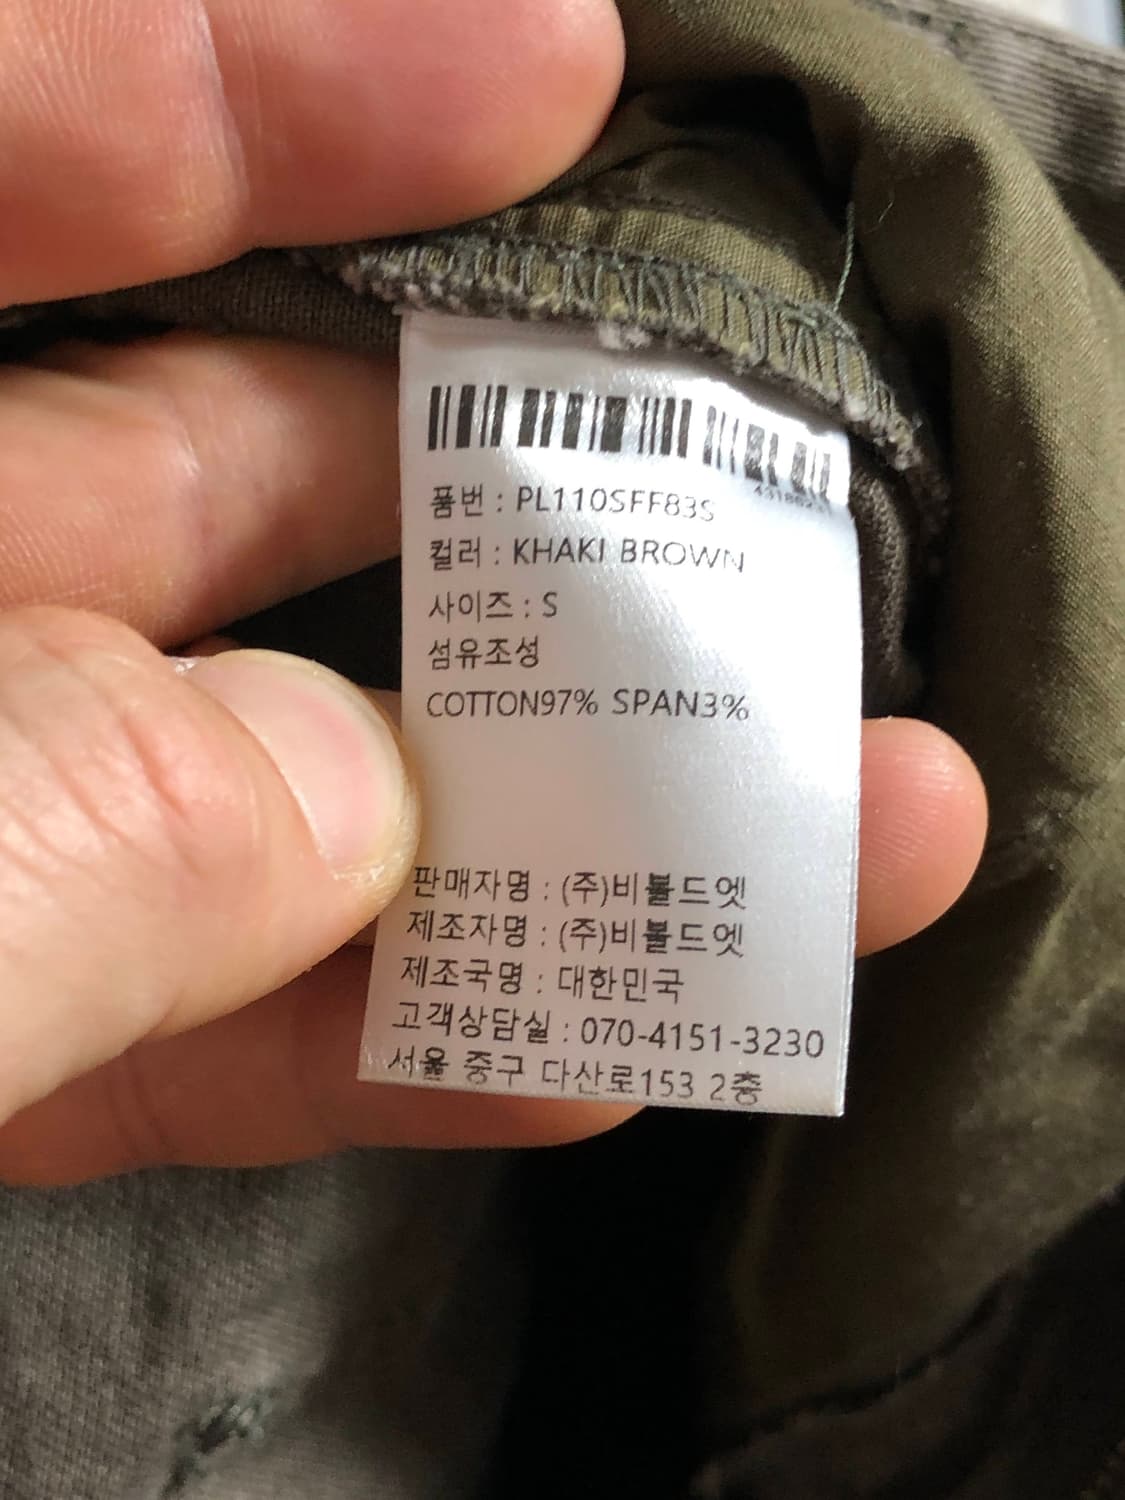 품번 : PL110SFF83S
컬러 : KHAKI BROWN
사이즈 : S
섬유조성
COTTON97% SPAN3%
판매자명 : (주)비볼드엣
제조자명 : (주)비볼드엣
제조국명 : 대한민국
고객상담실 : 070-4151-3230
서울 중구 다산로153 2층